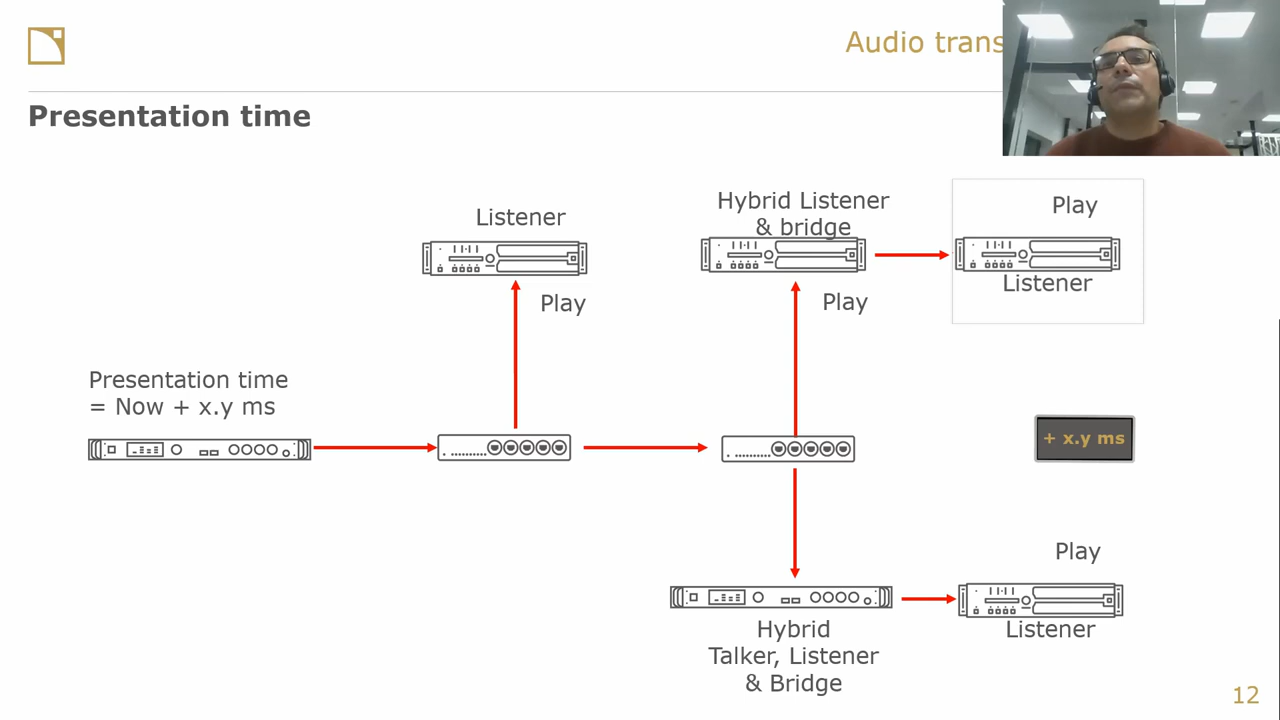 Audio trans
Presentation time
Listener
Hybrid Listener
& bridge
Play
Listener
Play
Play
Presentation time
= Now + x.y ms
+ x.y ms
Play
Listener
Hybrid
Talker, Listener
& Bridge
12